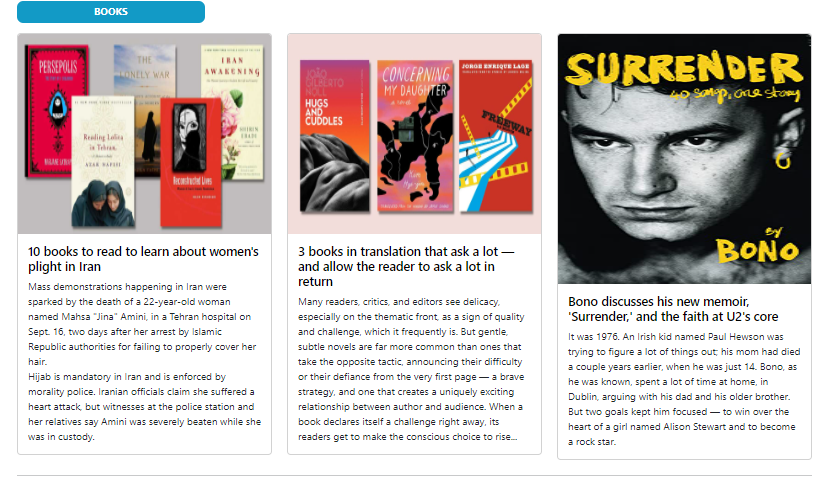 BOOKS
PERSEPOLIS
THE
LONELY WAR
IRAN
AWAKENING
SHIRIN
EBADI
Reading Lolita
in Tehran
AZAR NAFISI
Reconstructed Lives
10 books to read to learn about women's
plight in Iran
Mass demonstrations happening in Iran were
sparked by the death of a 22-year-old woman
named Mahsa "Jina" Amini, in a Tehran hospital on
Sept. 16, two days after her arrest by Islamic
Republic authorities for failing to properly cover her
hair.
Hijab is mandatory in Iran and is enforced by
morality police. Iranian officials claim she suffered a
heart attack, but witnesses at the police station and
her relatives say Amini was severely beaten while she
was in custody.
JOÃO
GILBERTO
NOLL
HUGS
AND
CUDDLES
CONCERNING
MY DAUGHTER
a novel
JORGE ENRIQUE LAGE
FREEWAY
3 books in translation that ask a lot —
and allow the reader to ask a lot in
return
Many readers, critics, and editors see delicacy,
especially on the thematic front, as a sign of quality
and challenge, which it frequently is. But gentle,
subtle novels are far more common than ones that
take the opposite tactic, announcing their difficulty
or their defiance from the very first page — a brave
strategy, and one that creates a uniquely exciting
relationship between author and audience. When a
book declares itself a challenge right away, its
readers get to make the conscious choice to rise...
SURRENDER
40 songs, one story
by
BONO
Bono discusses his new memoir,
'Surrender,' and the faith at U2's core
It was 1976. An Irish kid named Paul Hewson was
trying to figure a lot of things out; his mom had died
a couple years earlier, when he was just 14. Bono, as
he was known, spent a lot of time at home, in
Dublin, arguing with his dad and his older brother.
But two goals kept him focused — to win over the
heart of a girl named Alison Stewart and to become
a rock star.